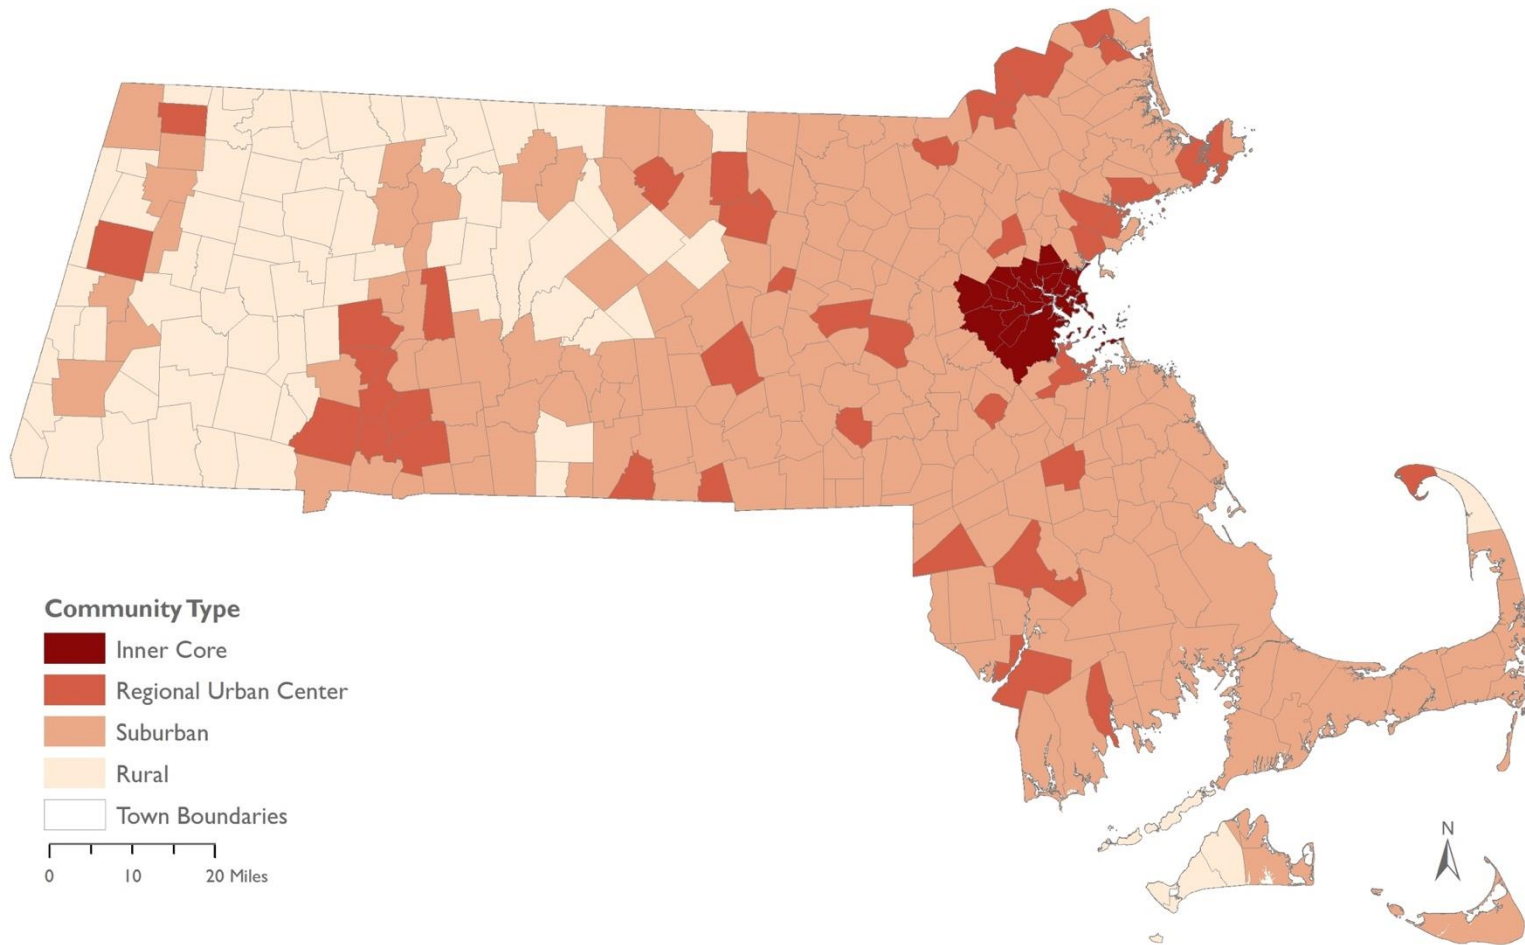 Community Type
Inner Core
Regional Urban Center
Suburban
Rural
Town Boundaries
0 10 20 Miles
N